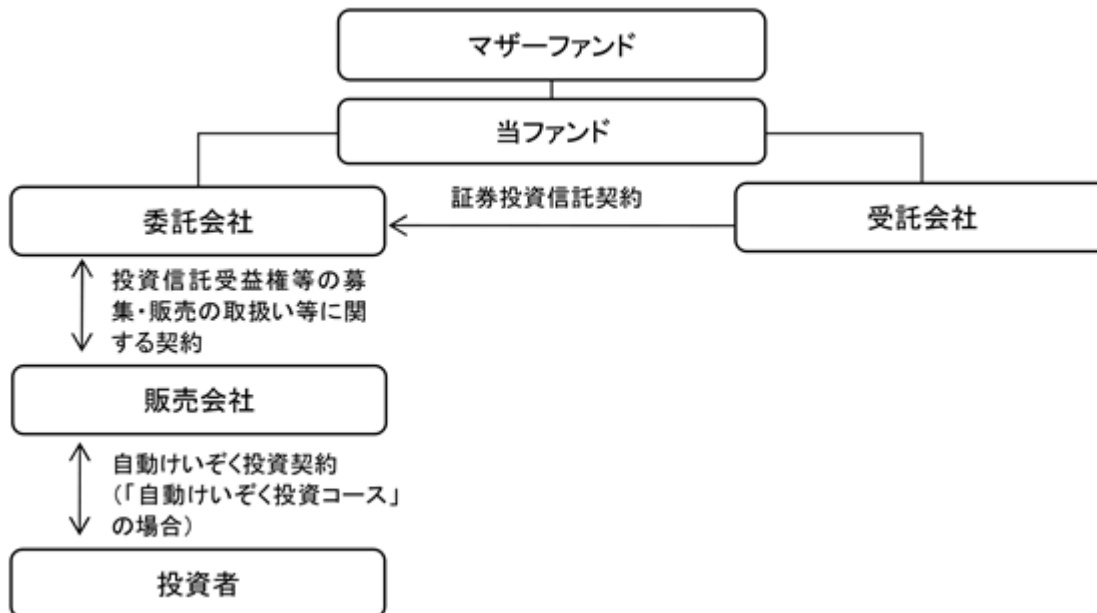 マザーファンド
当ファンド
証券投資信託契約
委託会社
受託会社
投資信託受益権等の募
集・販売の取扱い等に関
する契約
販売会社
自動けいぞく投資契約
（「自動けいぞく投資コース」
の場合）
投資者